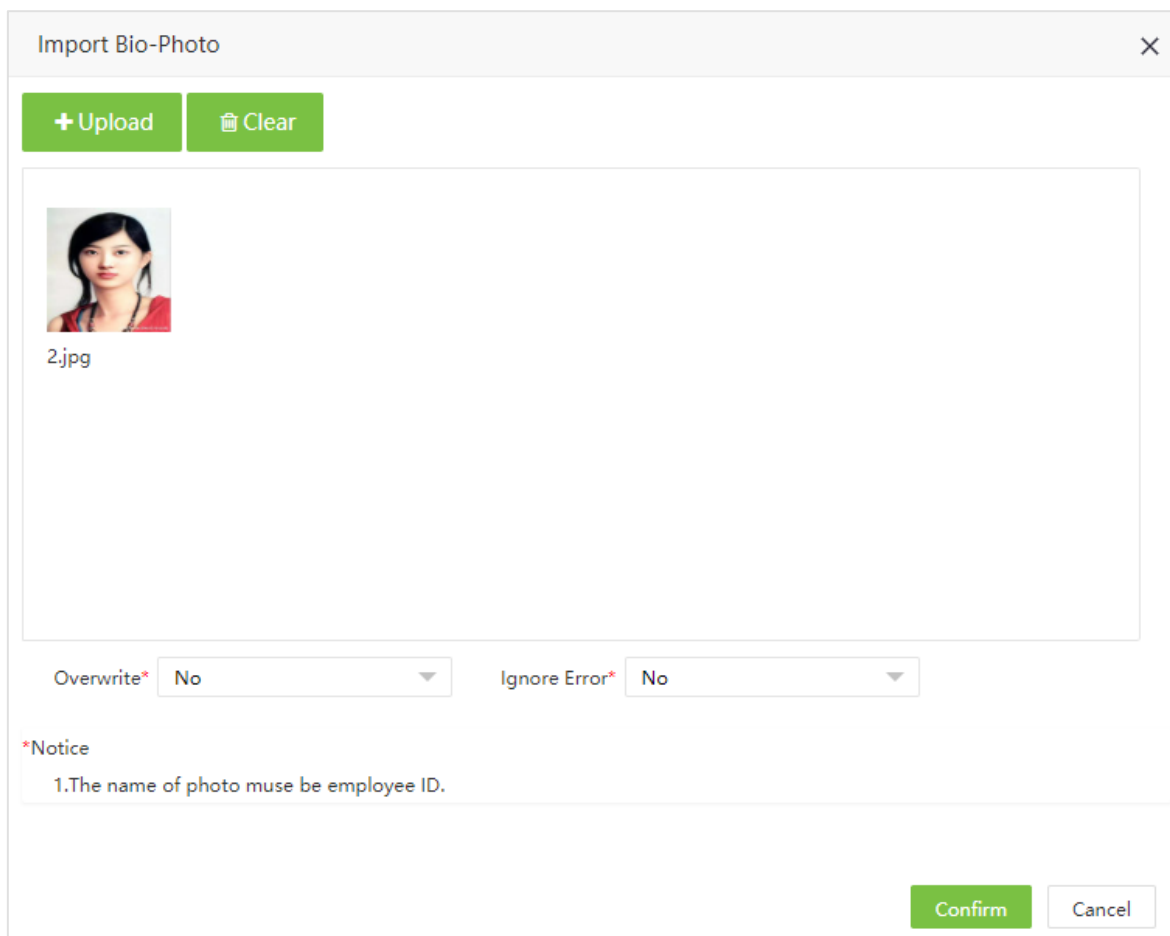 Import Bio-Photo
Upload Clear
2.jpg
Overwrite* No Ignore Error* No
*Notice
1.The name of photo muse be employee ID.
Confirm Cancel